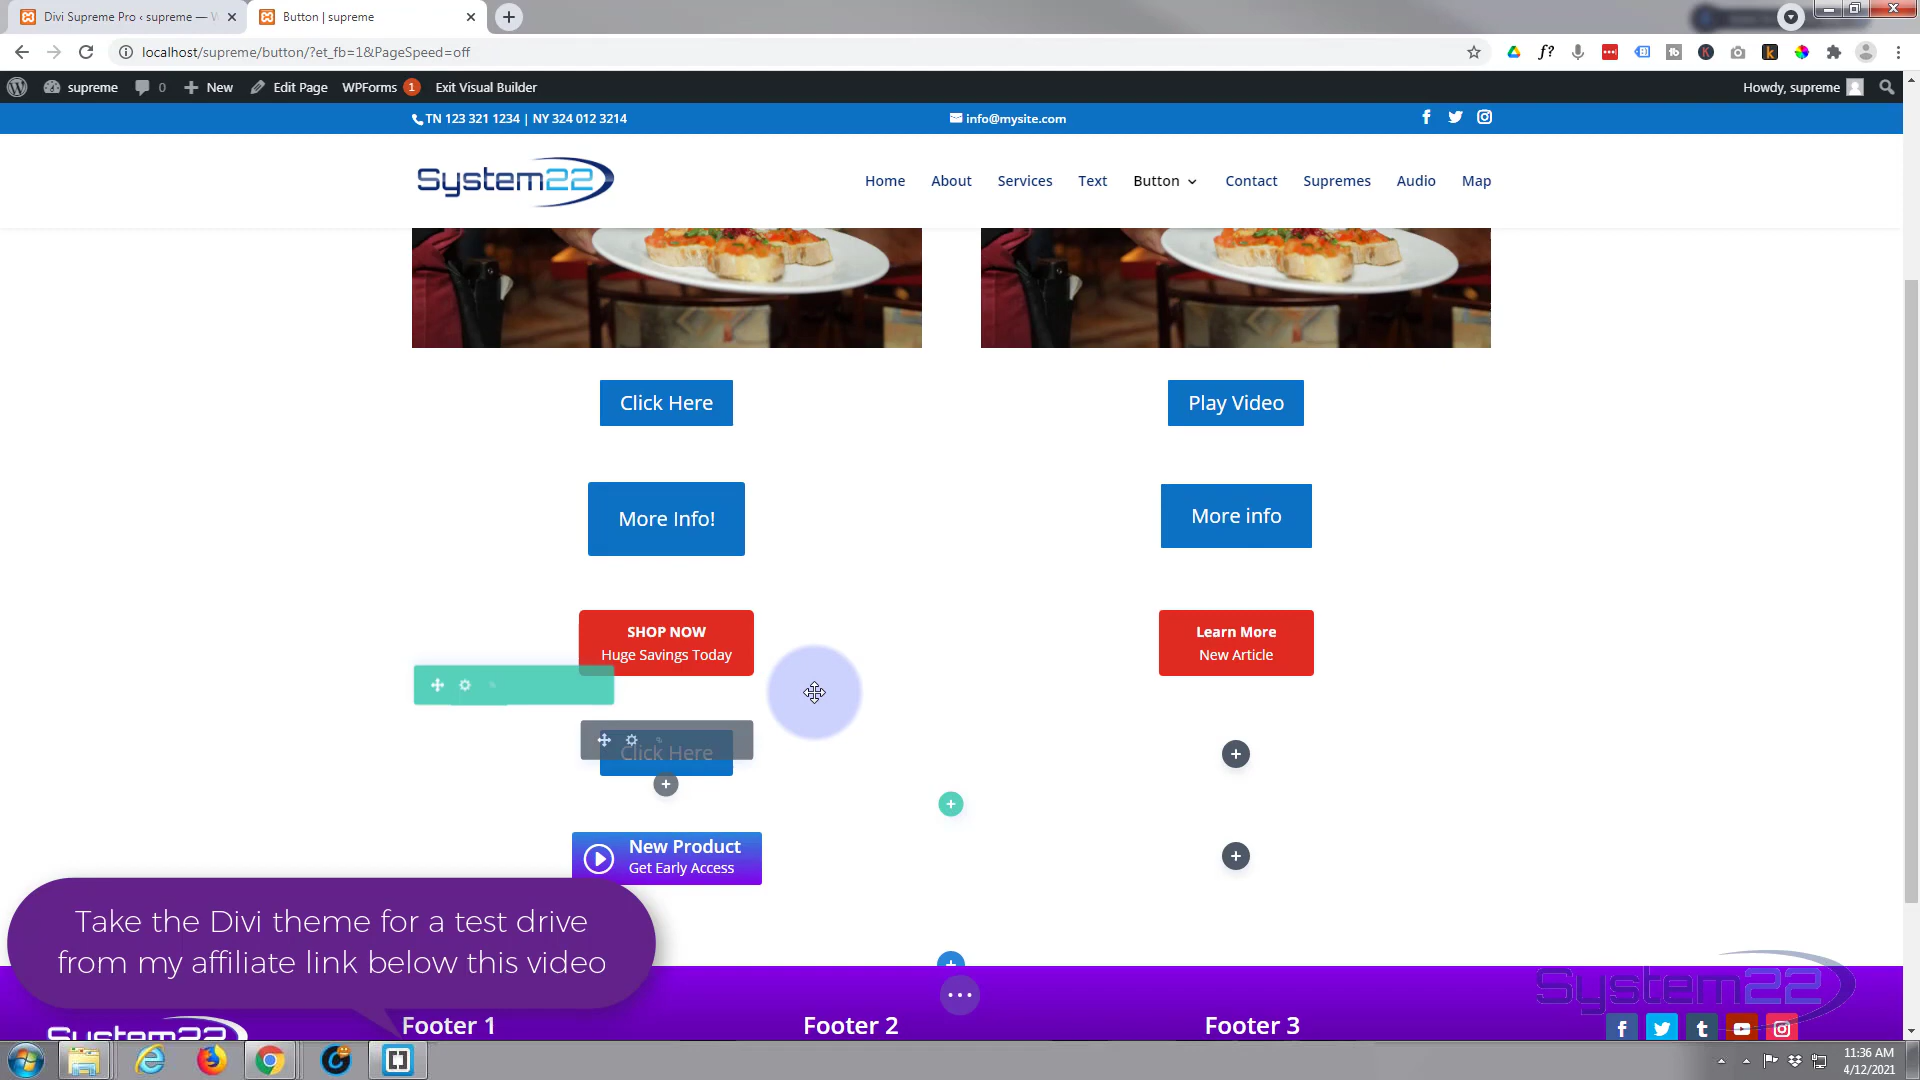 Divi Supreme Pro ‹ supreme — W
Button | supreme
localhost/supreme/button/?et_fb=1&PageSpeed=off
supreme
0
New
Edit Page
WPForms 1
Exit Visual Builder
Howdy, supreme
TN 123 321 1234 | NY 324 012 3214
info@mysite.com
System22
Home
About
Services
Text
Button
Contact
Supremes
Audio
Map
Click Here
Play Video
More Info!
More info
SHOP NOW
Huge Savings Today
Learn More
New Article
Click Here
New Product
Get Early Access
Take the Divi theme for a test drive
from my affiliate link below this video
System22
System22
Footer 1
Footer 2
Footer 3
11:36 AM
4/12/2021